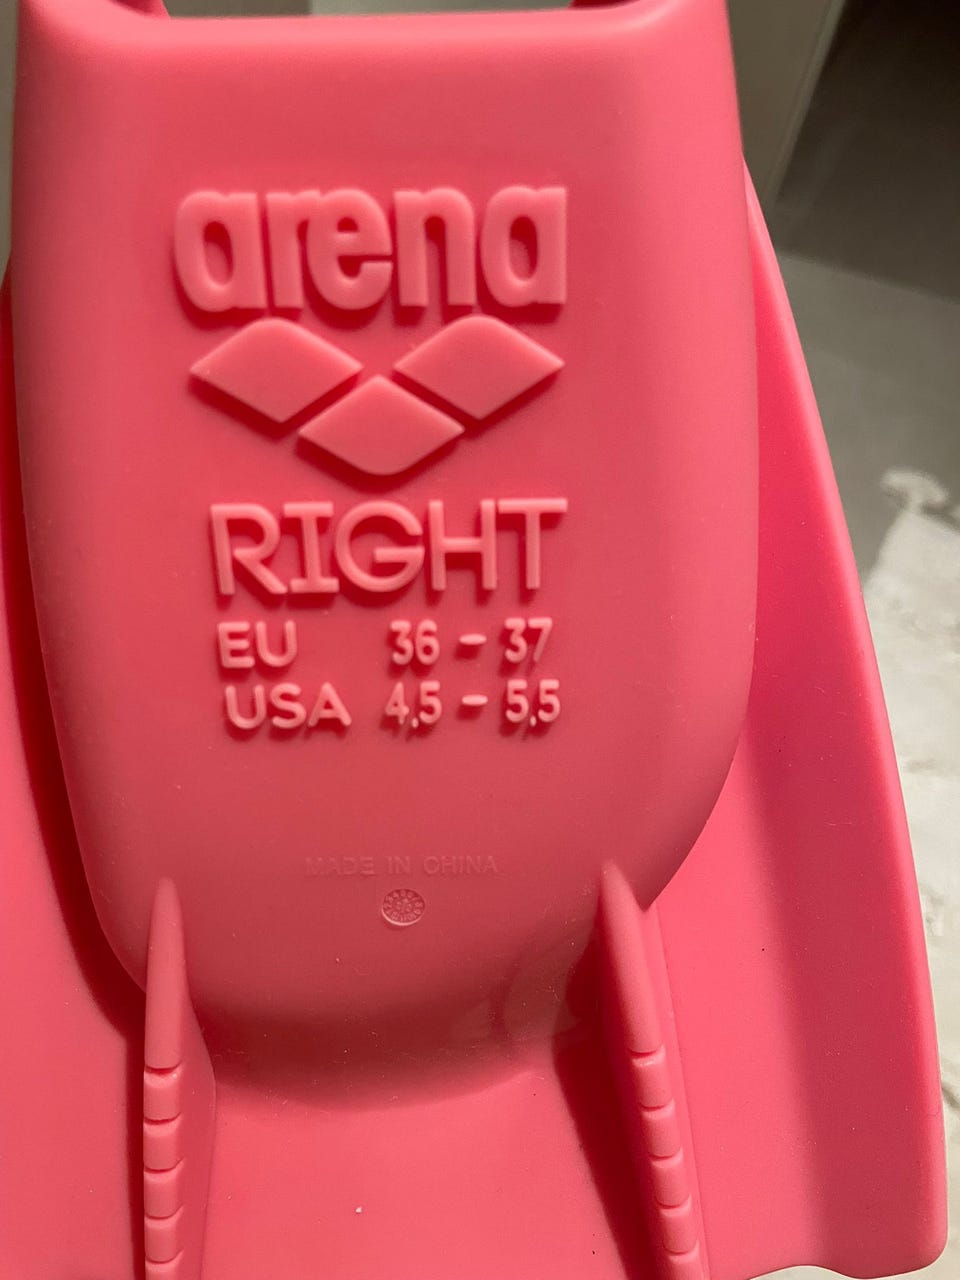 arena
RIGHT
EU 36 - 37
USA 4,5 - 5,5
MADE IN CHINA